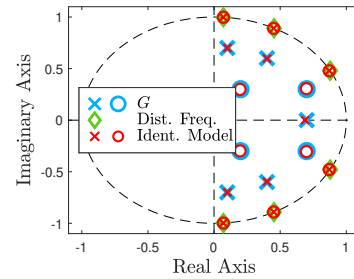 1
0.5
0
-0.5
-1
Imaginary Axis
G
Dist. Freq.
Ident. Model
-1
-0.5
0
0.5
1
Real Axis